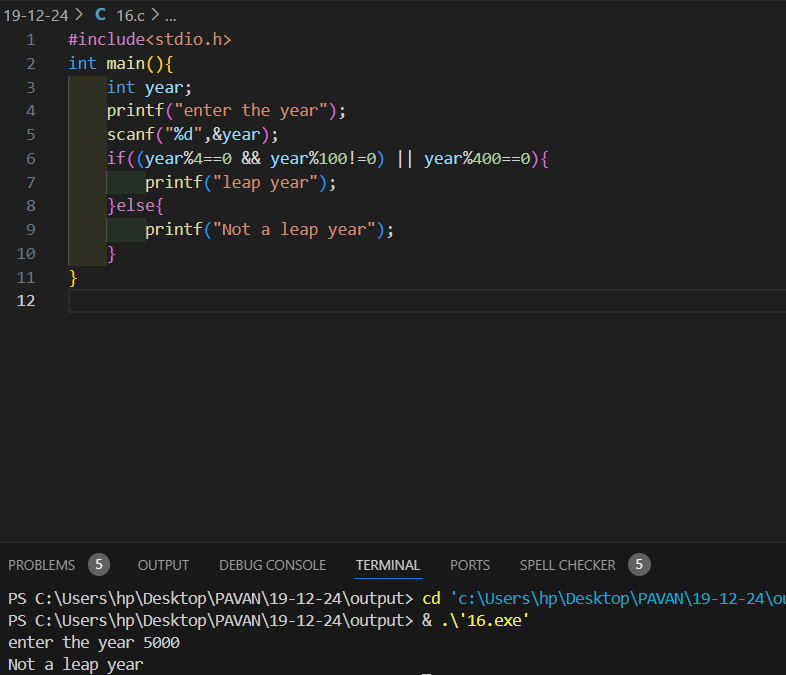 19-12-24 > C 16.c > ...
1 #include<stdio.h>
2 int main(){
3 int year;
4 printf("enter the year");
5 scanf("%d",&year);
6 if((year%4==0 && year%100!=0) || year%400==0){
7 printf("leap year");
8 }else{
9 printf("Not a leap year");
10 }
11 }
12
PROBLEMS 5 OUTPUT DEBUG CONSOLE TERMINAL PORTS SPELL CHECKER 5
PS C:\Users\hp\Desktop\PAVAN\19-12-24\output> cd 'c:\Users\hp\Desktop\PAVAN\19-12-24\ou
PS C:\Users\hp\Desktop\PAVAN\19-12-24\output> & .\'16.exe'
enter the year 5000
Not a leap year